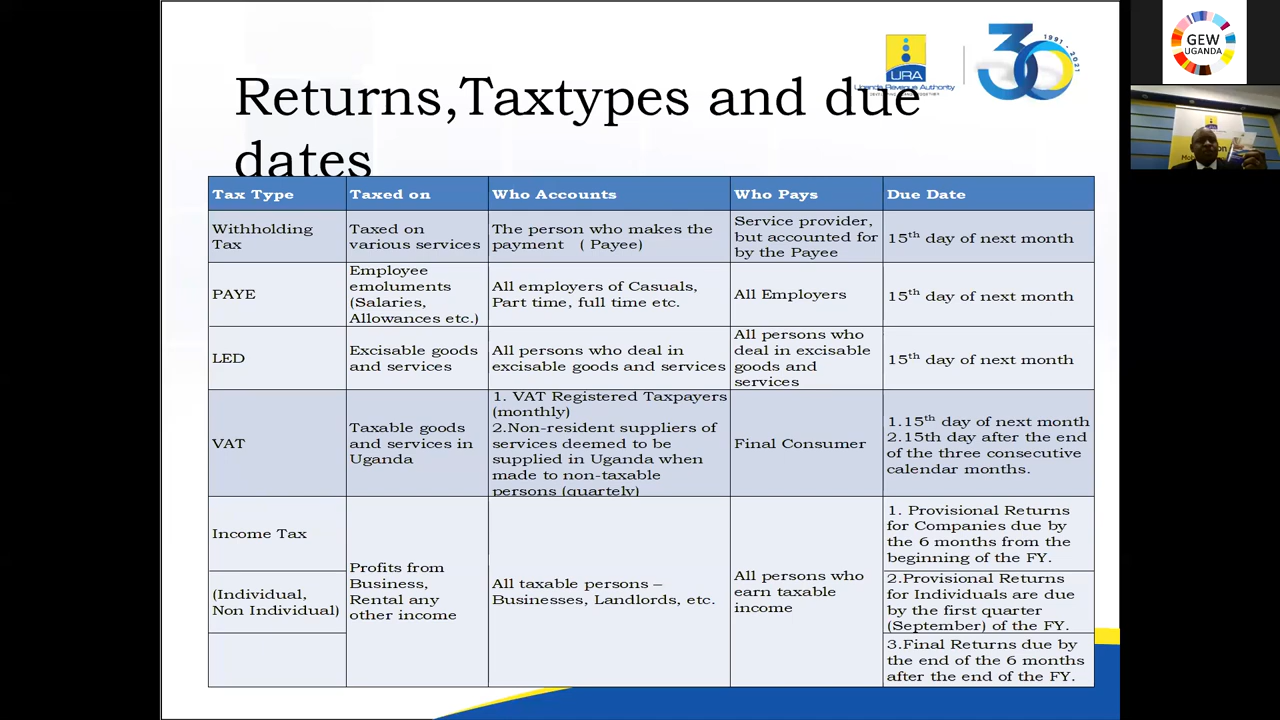 Returns,Taxtypes and due
dates
URA
Uganda Revenue Authority
DEVELOPING UGANDA TOGETHER
30
1991 - 2021
GEW
UGANDA
Tax Type
Taxed on
Who Accounts
Who Pays
Due Date
Withholding
Tax
Taxed on
various services
The person who makes the
payment ( Payee)
Service provider,
but accounted for
by the Payee
15th day of next month
PAYE
Employee
emoluments
(Salaries,
Allowances etc.)
All employers of Casuals,
Part time, full time etc.
All Employers
15th day of next month
LED
Excisable goods
and services
All persons who deal in
excisable goods and services
All persons who
deal in excisable
goods and
services
15th day of next month
VAT
Taxable goods
and services in
Uganda
1. VAT Registered Taxpayers
(monthly)
2.Non-resident suppliers of
services deemed to be
supplied in Uganda when
made to non-taxable
persons (quartely)
Final Consumer
1.15th day of next month
2.15th day after the end
of the three consecutive
calendar months.
Income Tax
(Individual,
Non Individual)
Profits from
Business,
Rental any
other income
All taxable persons –
Businesses, Landlords, etc.
All persons who
earn taxable
income
1. Provisional Returns
for Companies due by
the 6 months from the
beginning of the FY.
2.Provisional Returns
for Individuals are due
by the first quarter
(September) of the FY.
3.Final Returns due by
the end of the 6 months
after the end of the FY.